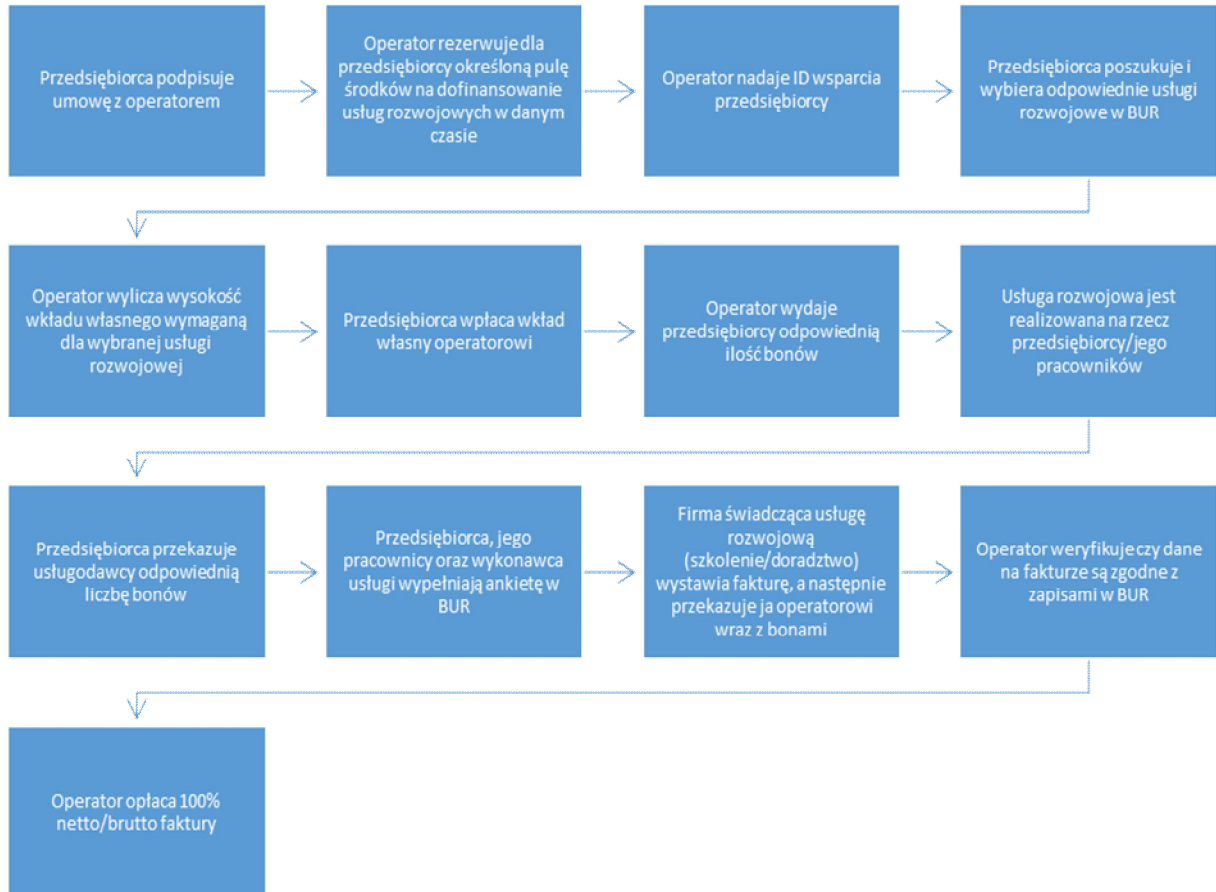 Przedsiębiorca podpisuje
umowę z operatorem
Operator rezerwuje dla
przedsiębiorcy określoną pulę
środków na dofinansowanie
usług rozwojowych w danym
czasie
Operator nadaje ID wsparcia
przedsiębiorcy
Przedsiębiorca poszukuje i
wybiera odpowiednie usługi
rozwojowe w BUR
Operator wylicza wysokość
wkładu własnego wymaganą
dla wybranej usługi
rozwojowej
Przedsiębiorca wpłaca wkład
własny operatorowi
Operator wydaje
przedsiębiorcy odpowiednią
ilość bonów
Usługa rozwojowa jest
realizowana na rzecz
przedsiębiorcy/jego
pracowników
Przedsiębiorca przekazuje
usługodawcy odpowiednią
liczbę bonów
Przedsiębiorca, jego
pracownicy oraz wykonawca
usługi wypełniają ankietę w
BUR
Firma świadcząca usługę
rozwojową
(szkolenie/doradztwo)
wystawia fakturę, a następnie
przekazuje ja operatorowi
wraz z bonami
Operator weryfikuje czy dane
na fakturze są zgodne z
zapisami w BUR
Operator opłaca 100%
netto/brutto faktury